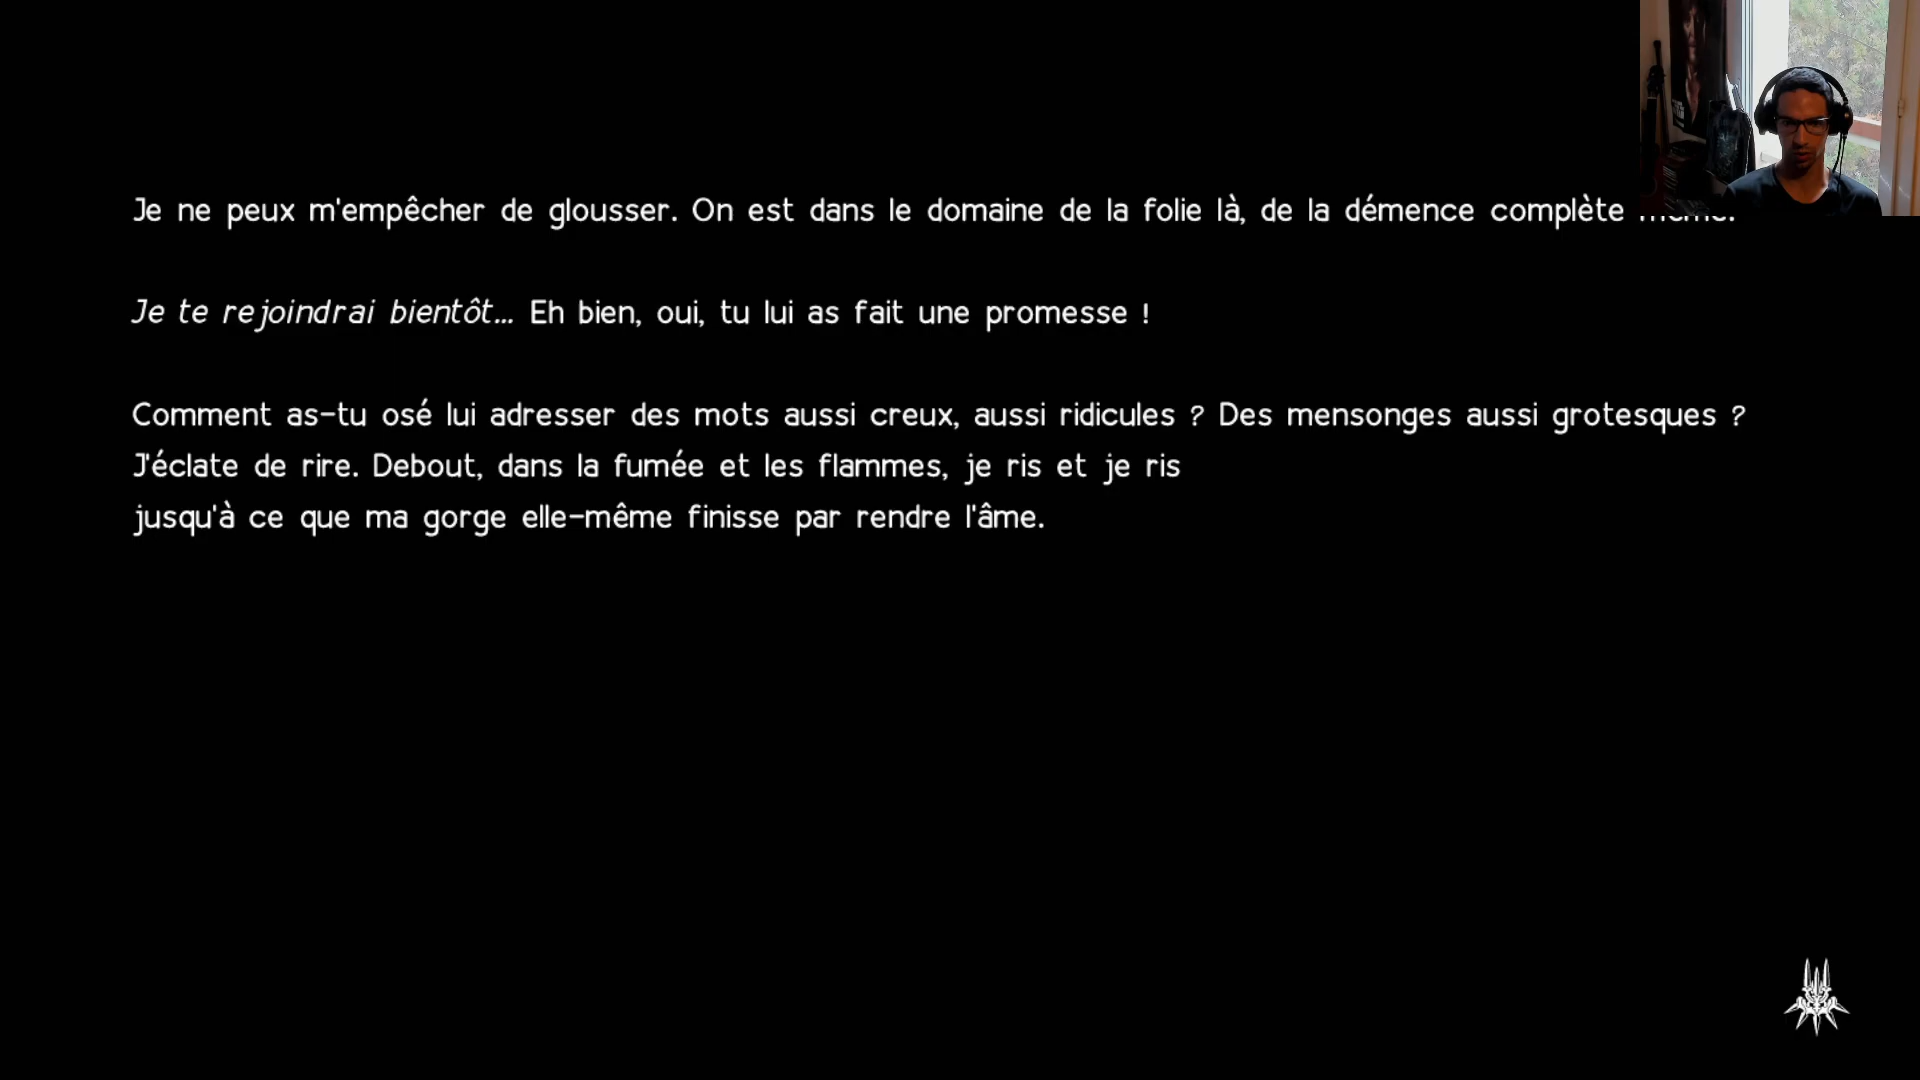 Je ne peux m'empêcher de glousser. On est dans le domaine de la folie là, de la démence complète
Je te rejoindrai bientôt... Eh bien, oui, tu lui as fait une promesse !
Comment as-tu osé lui adresser des mots aussi creux, aussi ridicules ? Des mensonges aussi grotesques ?
J'éclate de rire. Debout, dans la fumée et les flammes, je ris et je ris
jusqu'à ce que ma gorge elle-même finisse par rendre l'âme.